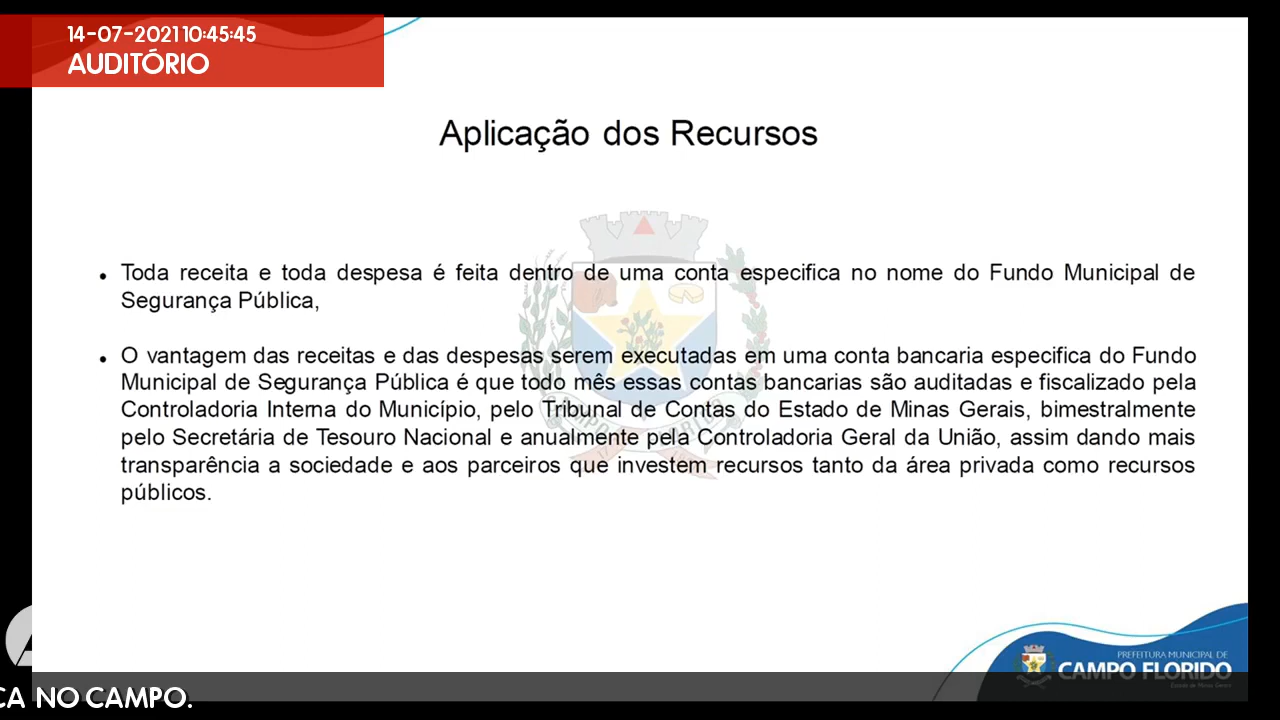 14-07-2021 10:45:45
AUDITÓRIO
Aplicação dos Recursos
• Toda receita e toda despesa é feita dentro de uma conta especifica no nome do Fundo Municipal de
Segurança Pública,
• O vantagem das receitas e das despesas serem executadas em uma conta bancaria especifica do Fundo
Municipal de Segurança Pública é que todo mês essas contas bancarias são auditadas e fiscalizado pela
Controladoria Interna do Município, pelo Tribunal de Contas do Estado de Minas Gerais, bimestralmente
pelo Secretária de Tesouro Nacional e anualmente pela Controladoria Geral da União, assim dando mais
transparência a sociedade e aos parceiros que investem recursos tanto da área privada como recursos
públicos.
PREFEITURA MUNICIPAL DE
CAMPO FLORIDO
Estado de Minas Gerais
CA NO CAMPO.